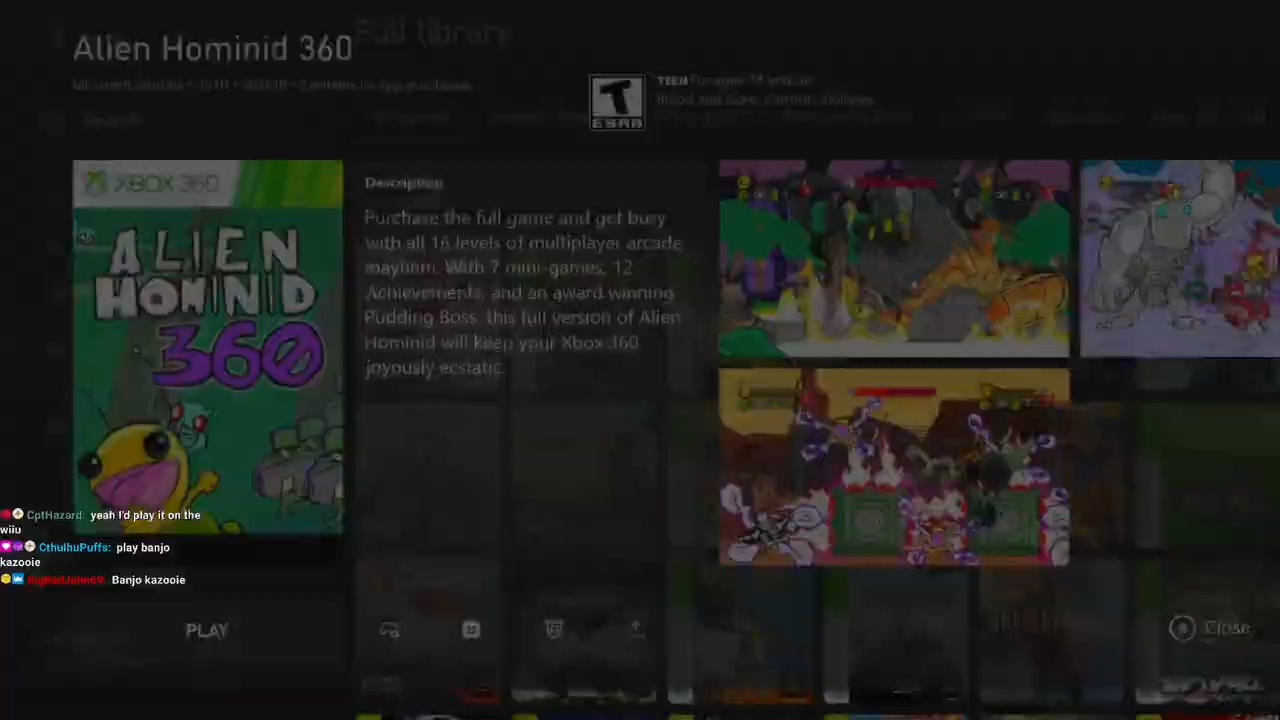 Full library
Alien Hominid 360
TEEN
ESRB
XBOX 360
ALIEN
HOMINID
360
Description
Purchase the full game and get busy
with all 16 levels of multiplayer arcade
mayhem. With 7 mini-games, 12
Achievements, and an award winning
Pudding Boss, this full version of Alien
Hominid will keep your Xbox 360
joyously ecstatic.
CptHazard: yeah I'd play it on the
wiiu
CthulhuPuffs: play banjo
kazooie
Banjo kazooie
PLAY
Close